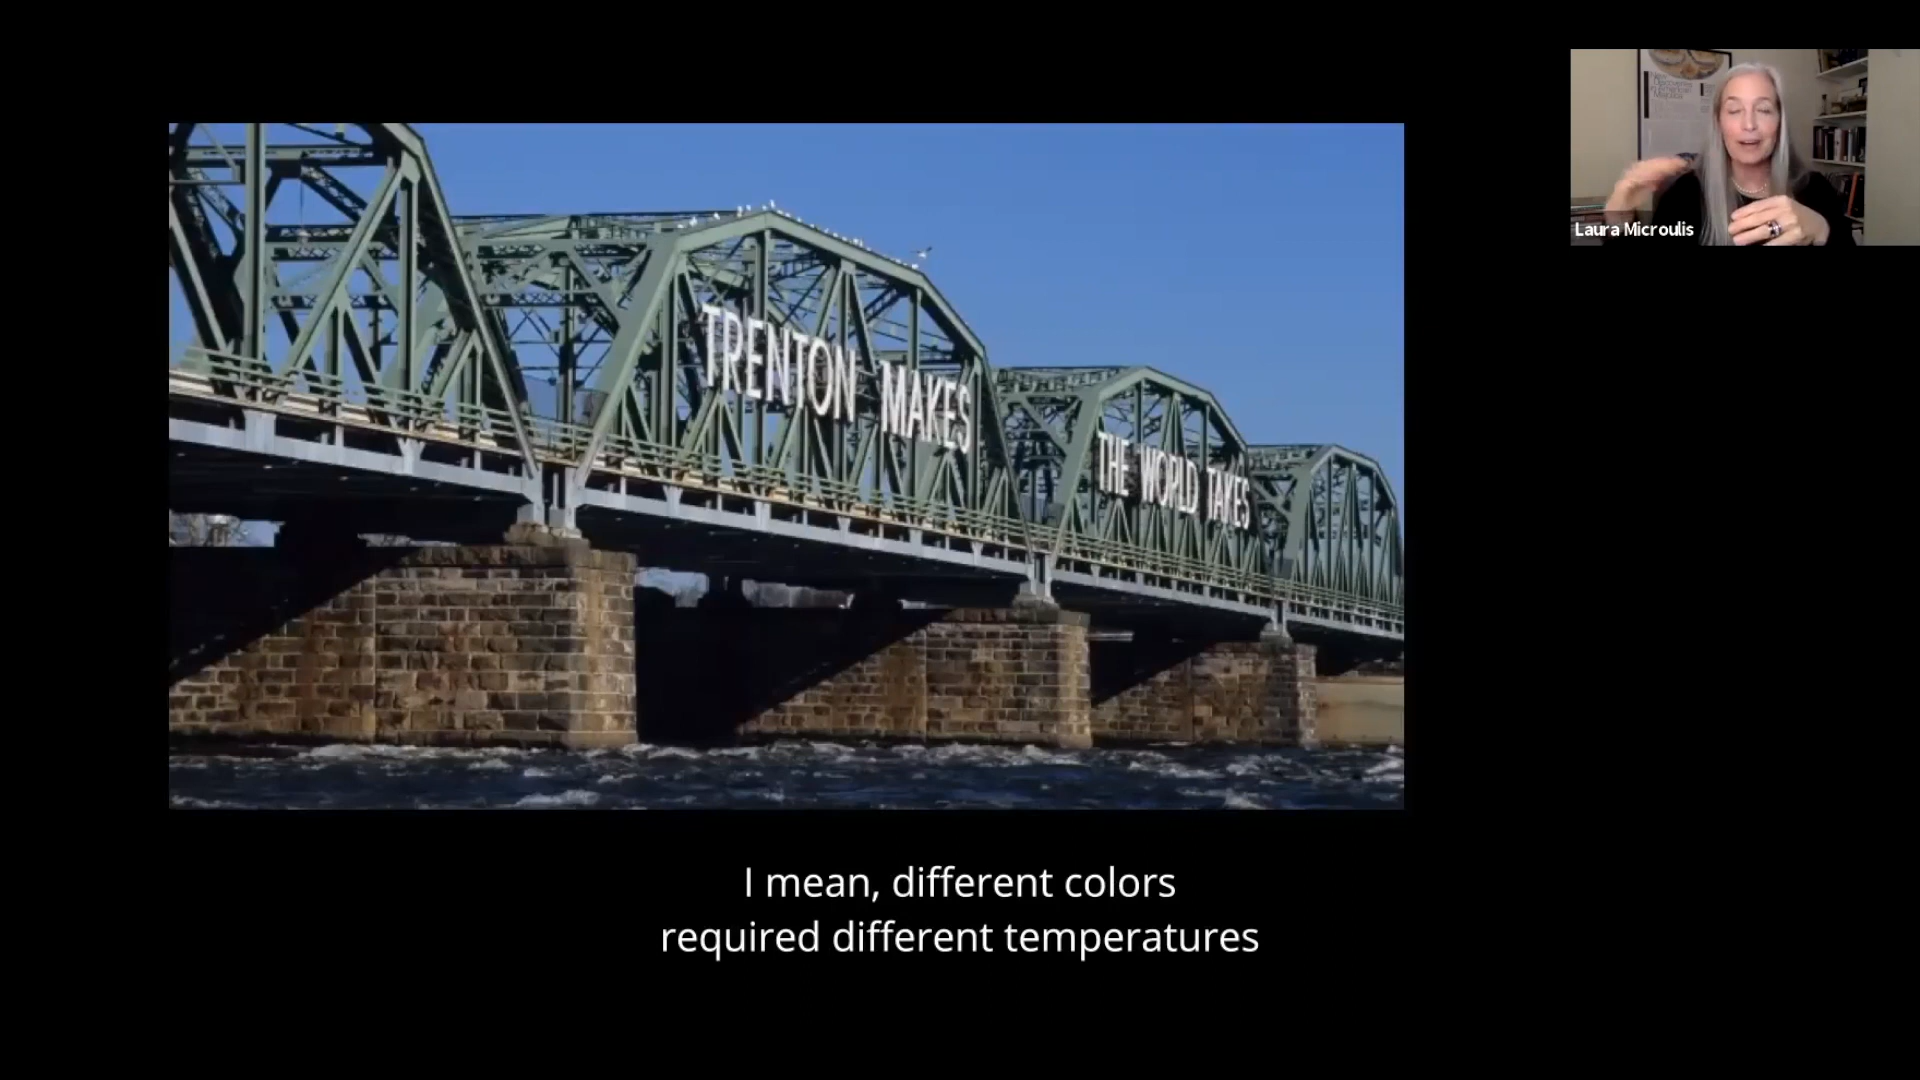 TRENTON MAKES
THE WORLD TAKES
Laura Microulis
I mean, different colors
required different temperatures